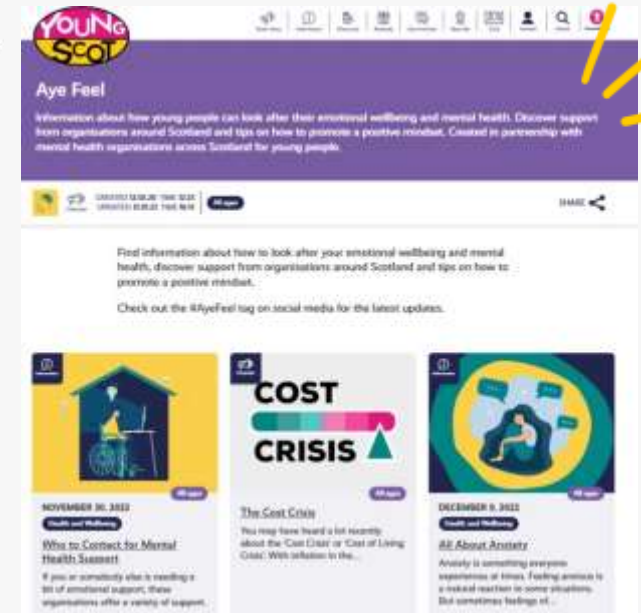 YOUNG
SCOT
Aye Feel
Information about how young people can look after their emotional wellbeing and mental health. Discover support
from organisations around Scotland and tips on how to promote a positive mindset. Created in partnership with
mental health organisations across Scotland for young people.
All ages
SHARE
Find information about how to look after your emotional wellbeing and mental
health, discover support from organisations around Scotland and tips on how to
promote a positive mindset.
Check out the #AyeFeel tag on social media for the latest updates.
All ages
NOVEMBER 30, 2022
Health and Wellbeing
Who to Contact for Mental
Health Support
If you or somebody else is needing a
bit of emotional support, these
organisations offer a variety of support.
COST
CRISIS
All ages
The Cost Crisis
You may have heard a lot recently
about the 'Cost Crisis' or 'Cost of Living
Crisis'. With inflation in the...
All ages
DECEMBER 9, 2022
Health and Wellbeing
All About Anxiety
Anxiety is something everyone
experiences at times. Feeling anxious is
a natural reaction to some situations.
But sometimes feelings of...